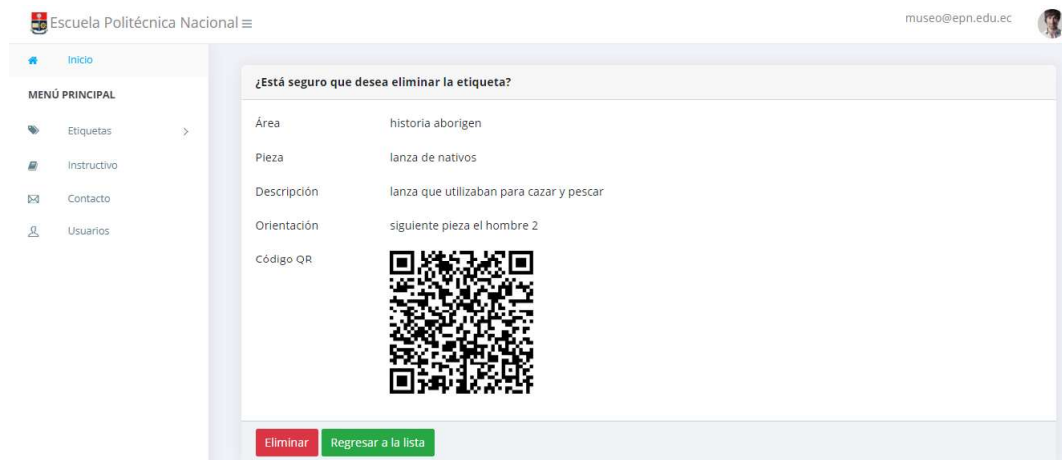 Escuela Politécnica Nacional
museo@epn.edu.ec
Inicio
MENÚ PRINCIPAL
Etiquetas
Instructivo
Contacto
Usuarios
¿Está seguro que desea eliminar la etiqueta?
Área historia aborigen
Pieza lanza de nativos
Descripción lanza que utilizaban para cazar y pescar
Orientación siguiente pieza el hombre 2
Código QR
Eliminar Regresar a la lista